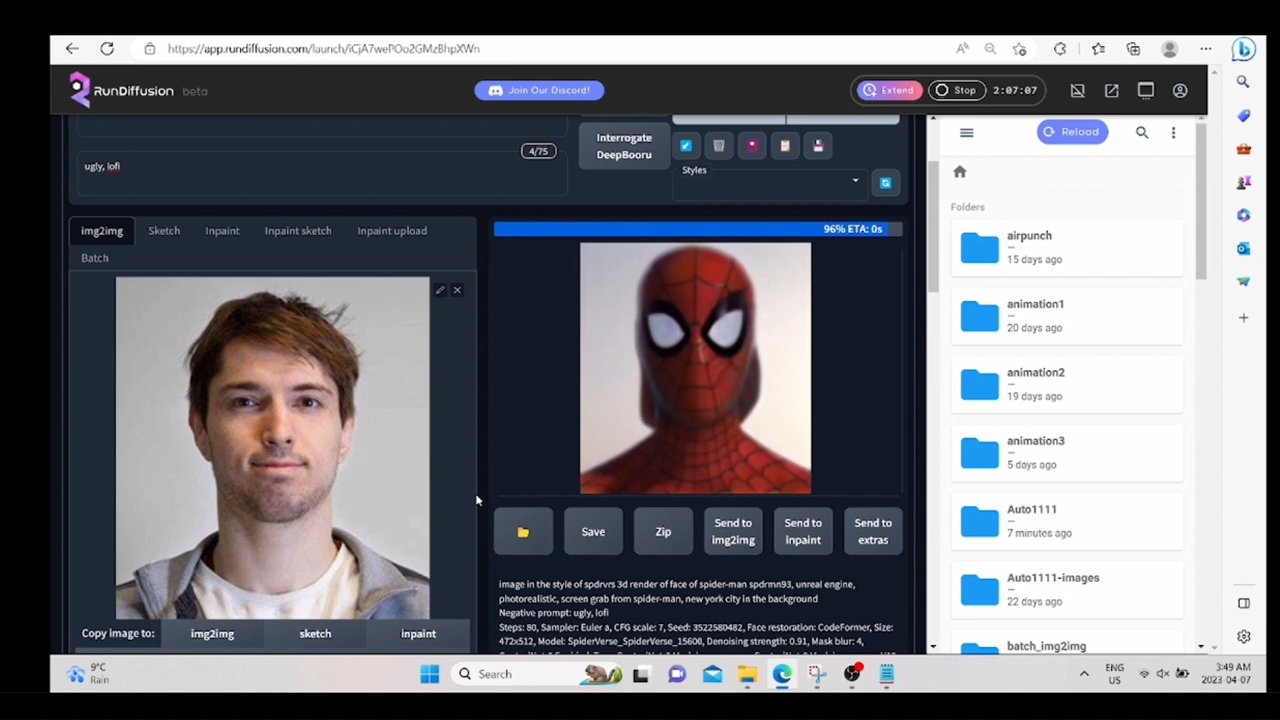 https://app.rundiffusion.com/launch/iCjA7wePOo2GMzBhpXWn
RunDiffusion beta
Join Our Discord!
Extend
Stop
2:07:07
Interrogate
DeepBooru
4/75
ugly, lofi
Styles
Reload
Folders
airpunch
15 days ago
animation1
20 days ago
animation2
19 days ago
animation3
5 days ago
Auto1111
7 minutes ago
Auto1111-images
22 days ago
batch_img2img
img2img
Sketch
Inpaint
Inpaint sketch
Inpaint upload
Batch
96% ETA: 0s
Save
Zip
Send to
img2img
Send to
inpaint
Send to
extras
image in the style of spdrvrs 3d render of face of spider-man spdrmn93, unreal engine,
photorealistic, screen grab from spider-man, new york city in the background
Negative prompt: ugly, lofi
Steps: 80, Sampler: Euler a, CFG scale: 7, Seed: 3522580482, Face restoration: CodeFormer, Size:
472x512, Model: SpiderVerse_SpiderVerse_15600, Denoising strength: 0.91, Mask blur: 4,
Copy image to:
img2img
sketch
inpaint
9°C
Rain
Search
ENG
US
3:49 AM
2023-04-07